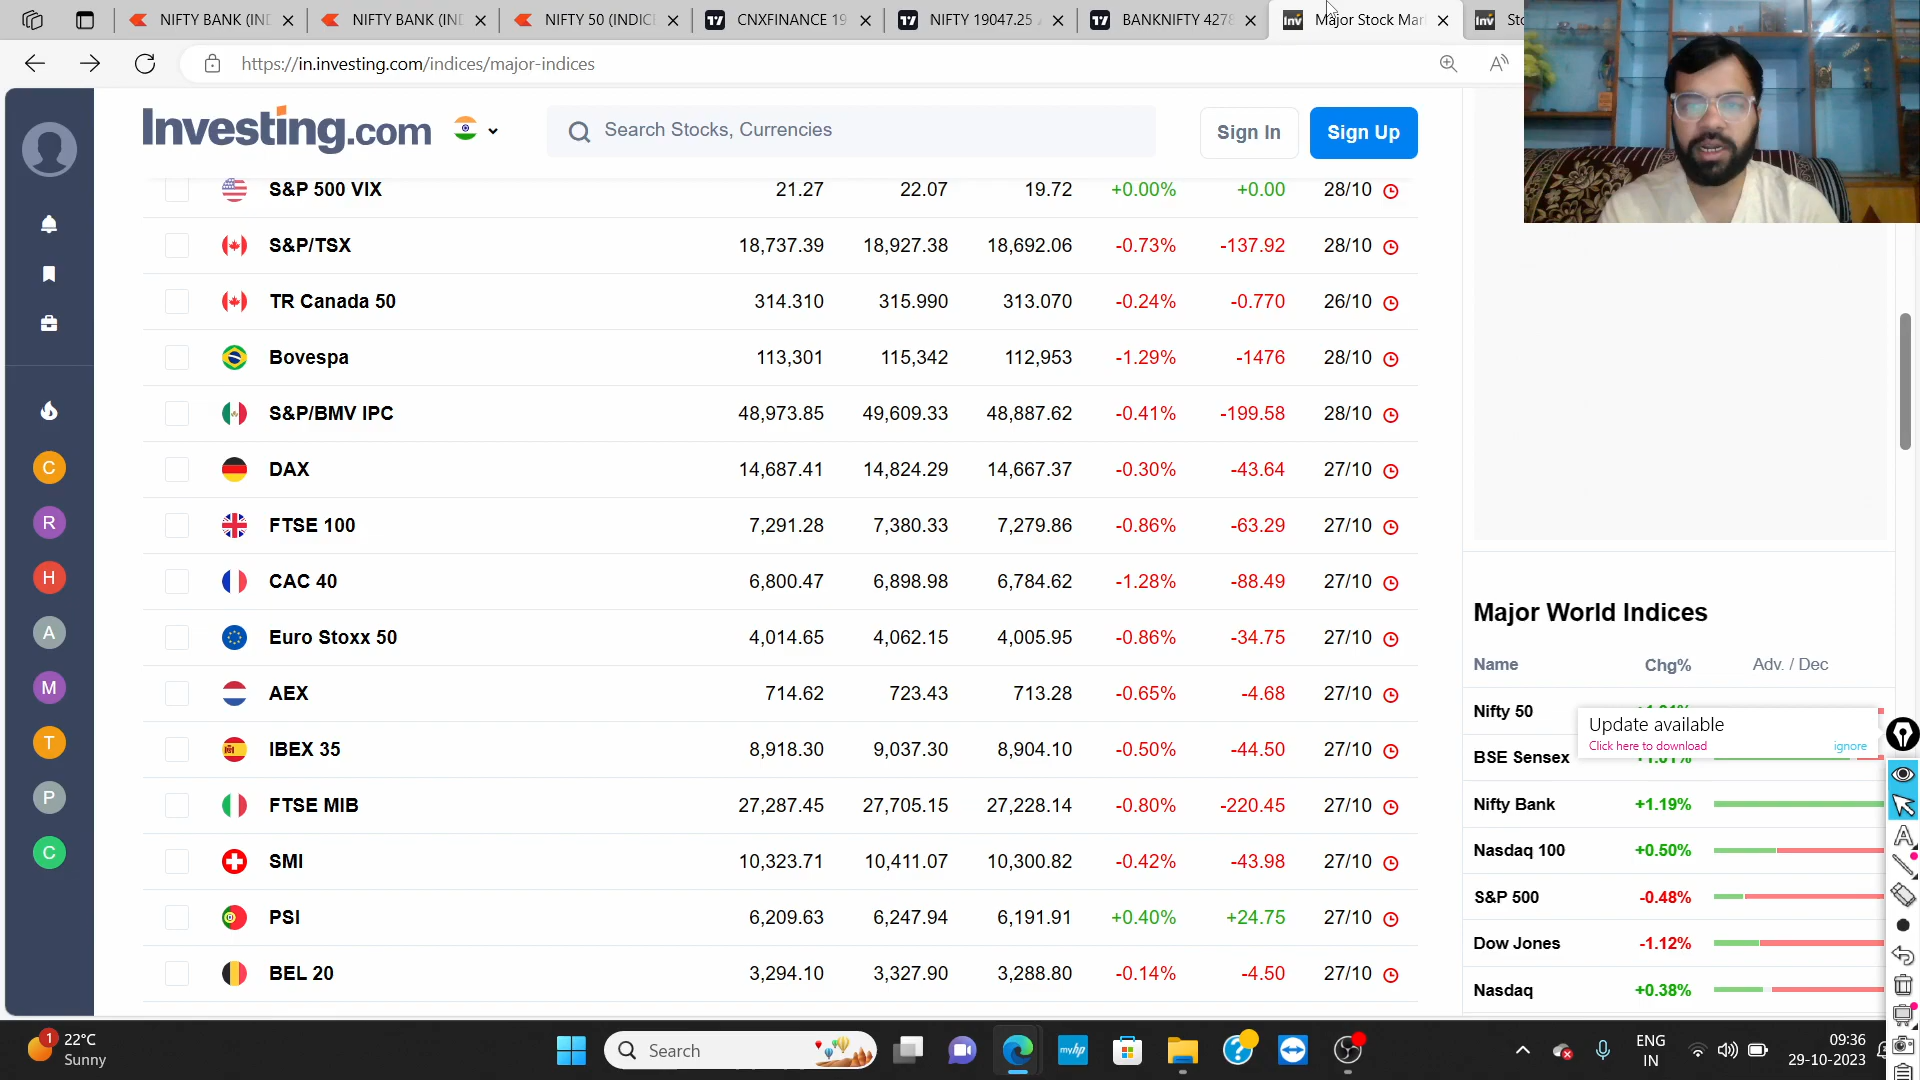 NIFTY BANK (IND
NIFTY BANK (IND
NIFTY 50 (INDIC
CNXFINANCE 19
NIFTY 19047.25
BANKNIFTY 4278
Inv Major Stock Mar
Inv Sto
https://in.investing.com/indices/major-indices
Investing.com
Search Stocks, Currencies
Sign In
Sign Up
S&P 500 VIX 21.27 22.07 19.72 +0.00% +0.00 28/10
S&P/TSX 18,737.39 18,927.38 18,692.06 -0.73% -137.92 28/10
TR Canada 50 314.310 315.990 313.070 -0.24% -0.770 26/10
Bovespa 113,301 115,342 112,953 -1.29% -1476 28/10
S&P/BMV IPC 48,973.85 49,609.33 48,887.62 -0.41% -199.58 28/10
DAX 14,687.41 14,824.29 14,667.37 -0.30% -43.64 27/10
C
FTSE 100 7,291.28 7,380.33 7,279.86 -0.86% -63.29 27/10
R
CAC 40 6,800.47 6,898.98 6,784.62 -1.28% -88.49 27/10
H
Euro Stoxx 50 4,014.65 4,062.15 4,005.95 -0.86% -34.75 27/10
A
AEX 714.62 723.43 713.28 -0.65% -4.68 27/10
M
IBEX 35 8,918.30 9,037.30 8,904.10 -0.50% -44.50 27/10
T
FTSE MIB 27,287.45 27,705.15 27,228.14 -0.80% -220.45 27/10
P
SMI 10,323.71 10,411.07 10,300.82 -0.42% -43.98 27/10
C
PSI 6,209.63 6,247.94 6,191.91 +0.40% +24.75 27/10
BEL 20 3,294.10 3,327.90 3,288.80 -0.14% -4.50 27/10
Major World Indices
Name Chg% Adv. / Dec
Nifty 50
Update available
Click here to download ignore
BSE Sensex +1.01%
Nifty Bank +1.19%
Nasdaq 100 +0.50%
S&P 500 -0.48%
Dow Jones -1.12%
Nasdaq +0.38%
A
1
22°C
Sunny
Search
myhp
ENG
IN
09:36
29-10-2023